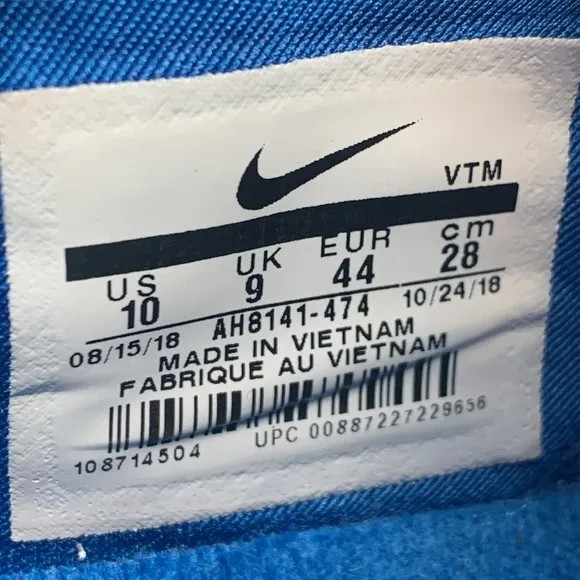 VTM
US UK EUR cm
10 9 44 28
08/15/18 AH8141-474 10/24/18
MADE IN VIETNAM
FABRIQUE AU VIETNAM
108714504 UPC 00887227229656